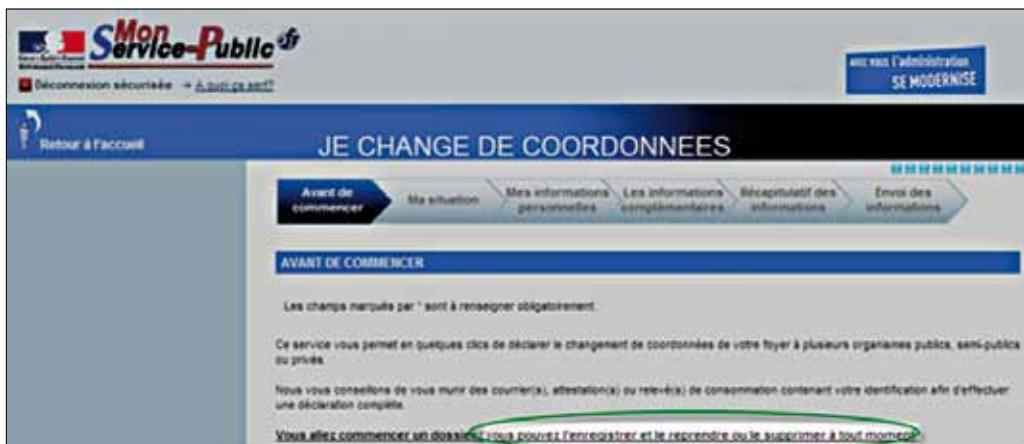 Mon
Service-Public.fr
Déconnexion sécurisée → A quoi ça sert?
avec vous l'administration
SE MODERNISE
Retour à l'accueil
JE CHANGE DE COORDONNEES
Avant de
commencer
Ma situation
Mes informations
personnelles
Les informations
complémentaires
Récapitulatif des
informations
Envoi des
informations
AVANT DE COMMENCER
Les champs marqués par * sont à renseigner obligatoirement.
Ce service vous permet en quelques clics de déclarer le changement de coordonnées de votre foyer à plusieurs organismes publics, semi-publics
ou privés.
Nous vous conseillons de vous munir des courrier(s), attestation(s) ou relevé(s) de consommation contenant votre identification afin d'effectuer
une déclaration complète.
Vous allez commencer un dossier, vous pouvez l'enregistrer et le reprendre ou le supprimer à tout moment.